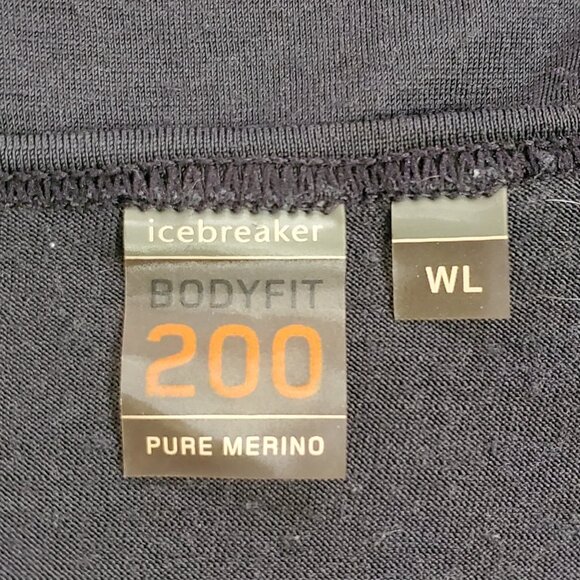 icebreaker
BODYFIT
200
PURE MERINO
WL